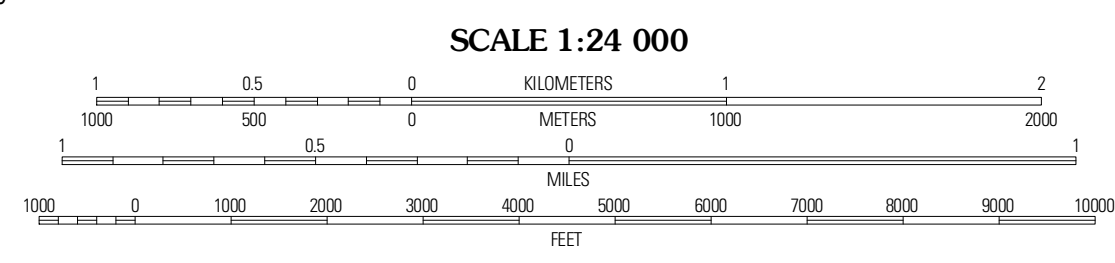 SCALE 1:24 000
1 0.5 0 KILOMETERS 1 2
1000 500 0 METERS 1000 2000
1 0.5 0 1
MILES
1000 0 1000 2000 3000 4000 5000 6000 7000 8000 9000 10000
FEET